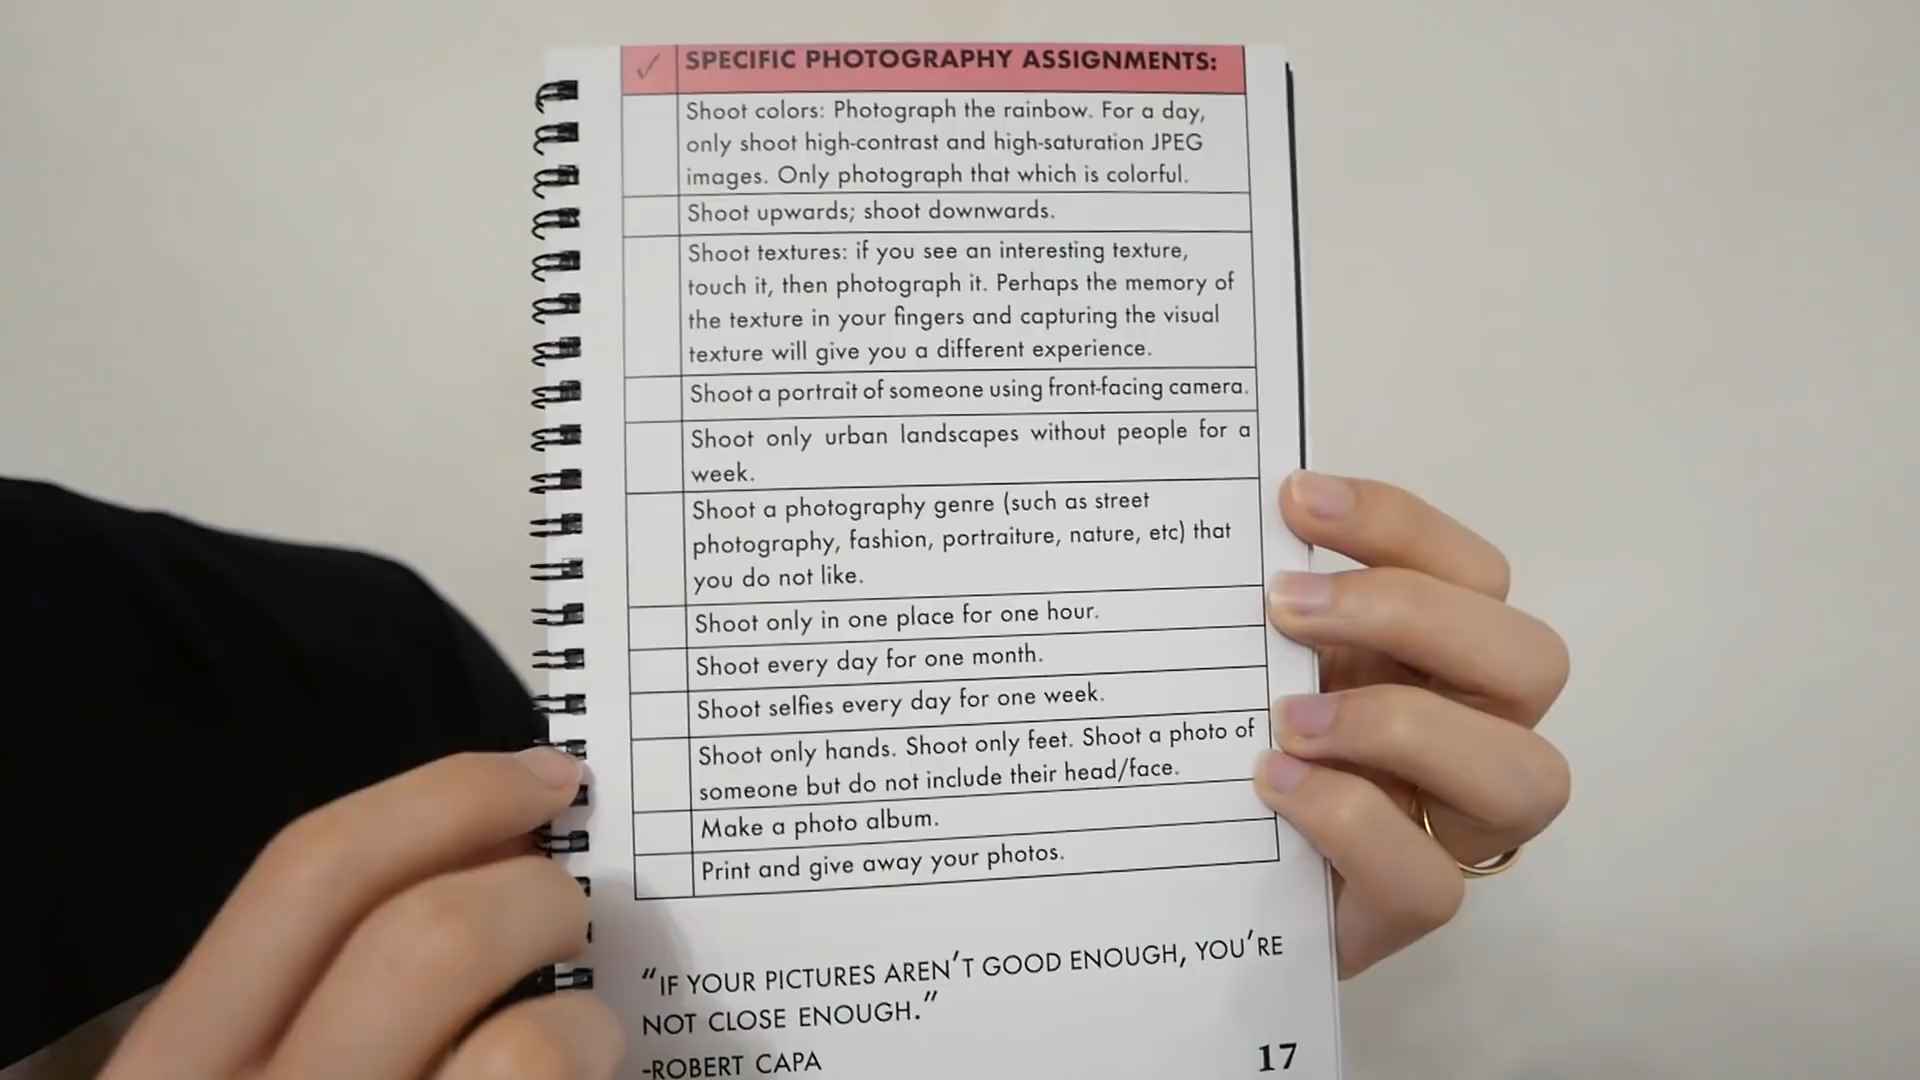 ✓ SPECIFIC PHOTOGRAPHY ASSIGNMENTS:
Shoot colors: Photograph the rainbow. For a day,
only shoot high-contrast and high-saturation JPEG
images. Only photograph that which is colorful.
Shoot upwards; shoot downwards.
Shoot textures: if you see an interesting texture,
touch it, then photograph it. Perhaps the memory of
the texture in your fingers and capturing the visual
texture will give you a different experience.
Shoot a portrait of someone using front-facing camera.
Shoot only urban landscapes without people for a
week.
Shoot a photography genre (such as street
photography, fashion, portraiture, nature, etc) that
you do not like.
Shoot only in one place for one hour.
Shoot every day for one month.
Shoot selfies every day for one week.
Shoot only hands. Shoot only feet. Shoot a photo of
someone but do not include their head/face.
Make a photo album.
Print and give away your photos.
"IF YOUR PICTURES AREN'T GOOD ENOUGH, YOU'RE
NOT CLOSE ENOUGH."
-ROBERT CAPA
17